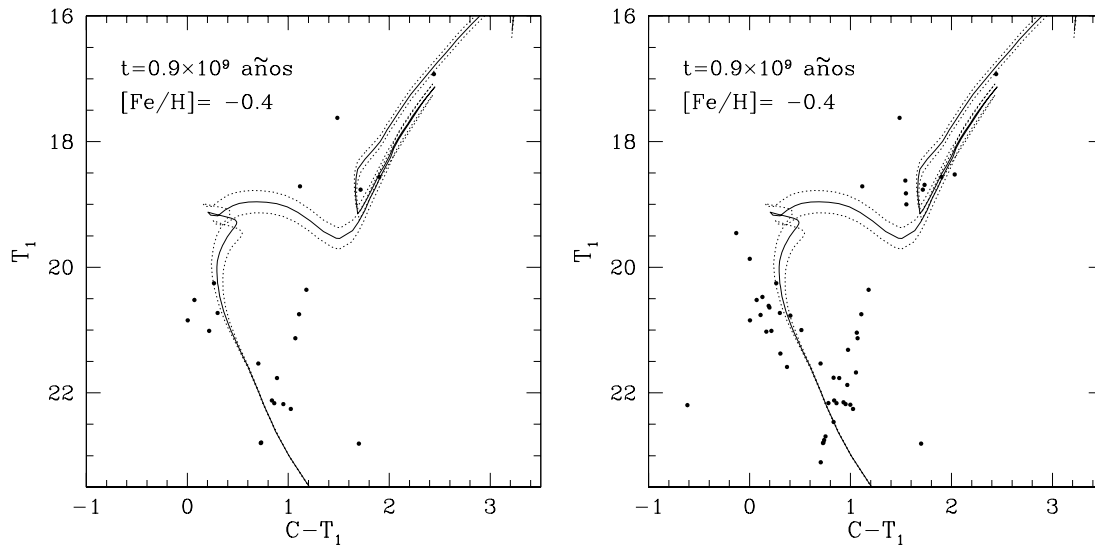 16
18
20
22
T₁
t=0.9×10⁹ años
[Fe/H]= −0.4
−1 0 1 2 3
C−T₁
16
18
20
22
T₁
t=0.9×10⁹ años
[Fe/H]= −0.4
−1 0 1 2 3
C−T₁